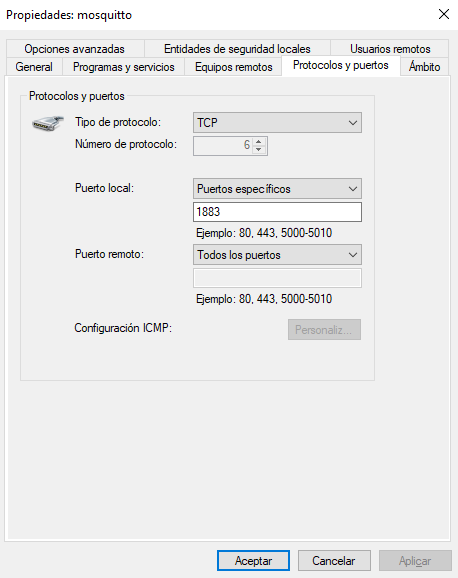 Propiedades: mosquitto
Opciones avanzadas Entidades de seguridad locales Usuarios remotos
General Programas y servicios Equipos remotos Protocolos y puertos Ámbito
Protocolos y puertos
Tipo de protocolo: TCP
Número de protocolo: 6
Puerto local: Puertos específicos
1883
Ejemplo: 80, 443, 5000-5010
Puerto remoto: Todos los puertos
Ejemplo: 80, 443, 5000-5010
Configuración ICMP: Personaliz...
Aceptar Cancelar Aplicar